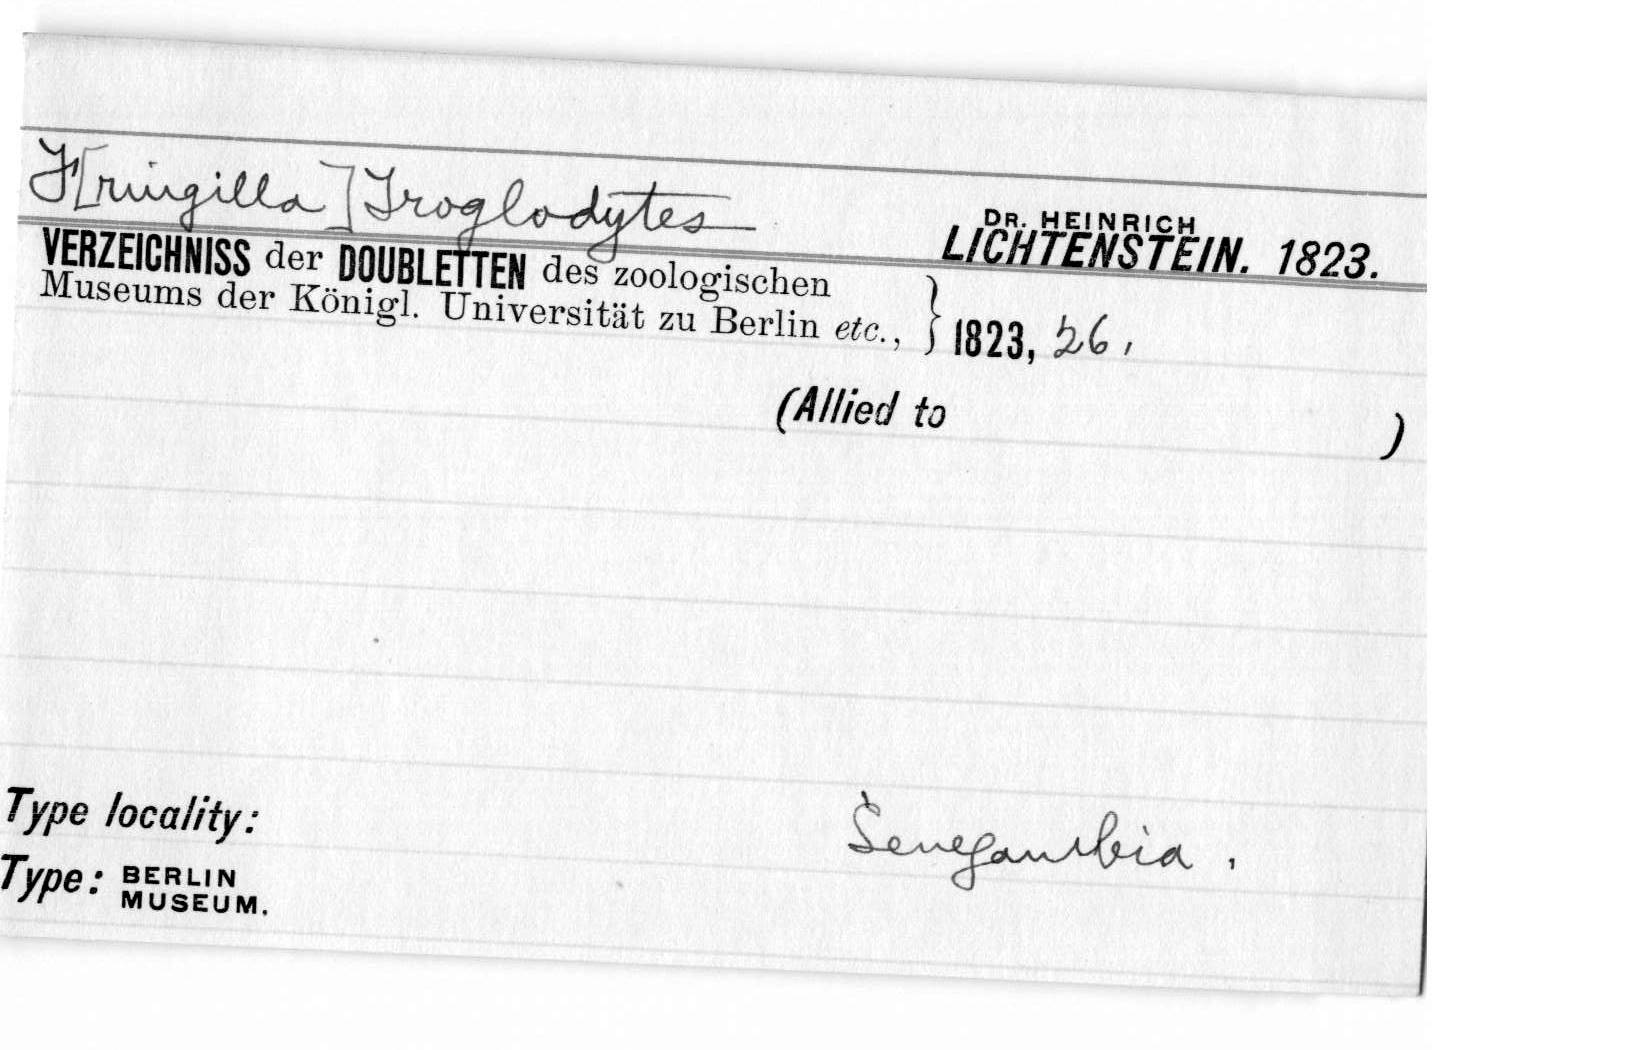 F[ringilla] Troglodytes
DR. HEINRICH
LICHTENSTEIN. 1823.
VERZEICHNISS der DOUBLETTEN des zoologischen
Museums der Königl. Universität zu Berlin etc., } 1823, 26.
(Allied to )
Type locality: Senegambia.
Type: BERLIN
MUSEUM.